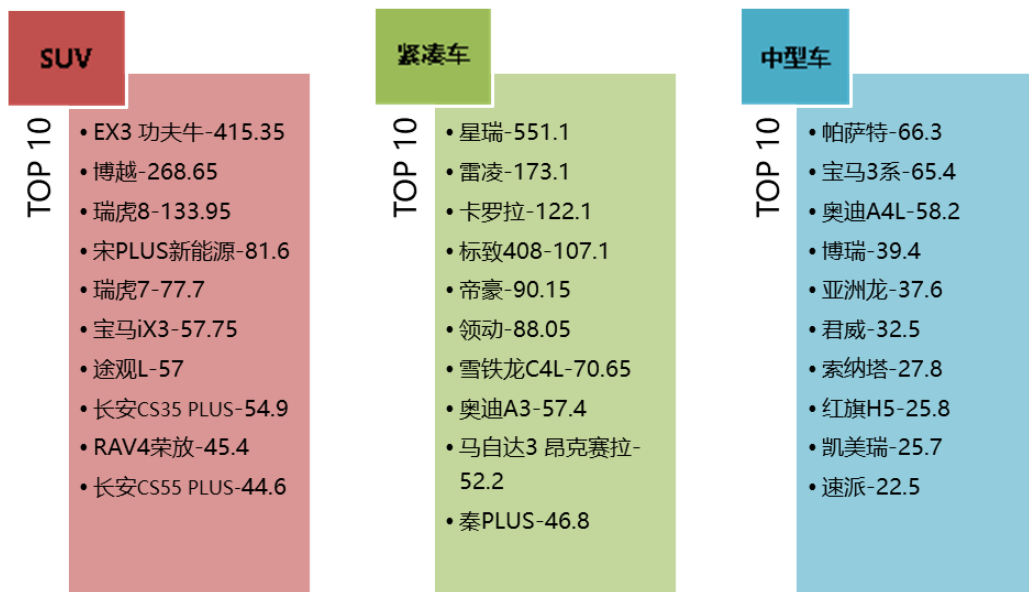 SUV
TOP 10
• EX3 功夫牛-415.35
• 博越-268.65
• 瑞虎8-133.95
• 宋PLUS新能源-81.6
• 瑞虎7-77.7
• 宝马iX3-57.75
• 途观L-57
• 长安CS35 PLUS-54.9
• RAV4荣放-45.4
• 长安CS55 PLUS-44.6
紧凑车
TOP 10
• 星瑞-551.1
• 雷凌-173.1
• 卡罗拉-122.1
• 标致408-107.1
• 帝豪-90.15
• 领动-88.05
• 雪铁龙C4L-70.65
• 奥迪A3-57.4
• 马自达3 昂克赛拉-
52.2
• 秦PLUS-46.8
中型车
TOP 10
• 帕萨特-66.3
• 宝马3系-65.4
• 奥迪A4L-58.2
• 博瑞-39.4
• 亚洲龙-37.6
• 君威-32.5
• 索纳塔-27.8
• 红旗H5-25.8
• 凯美瑞-25.7
• 速派-22.5